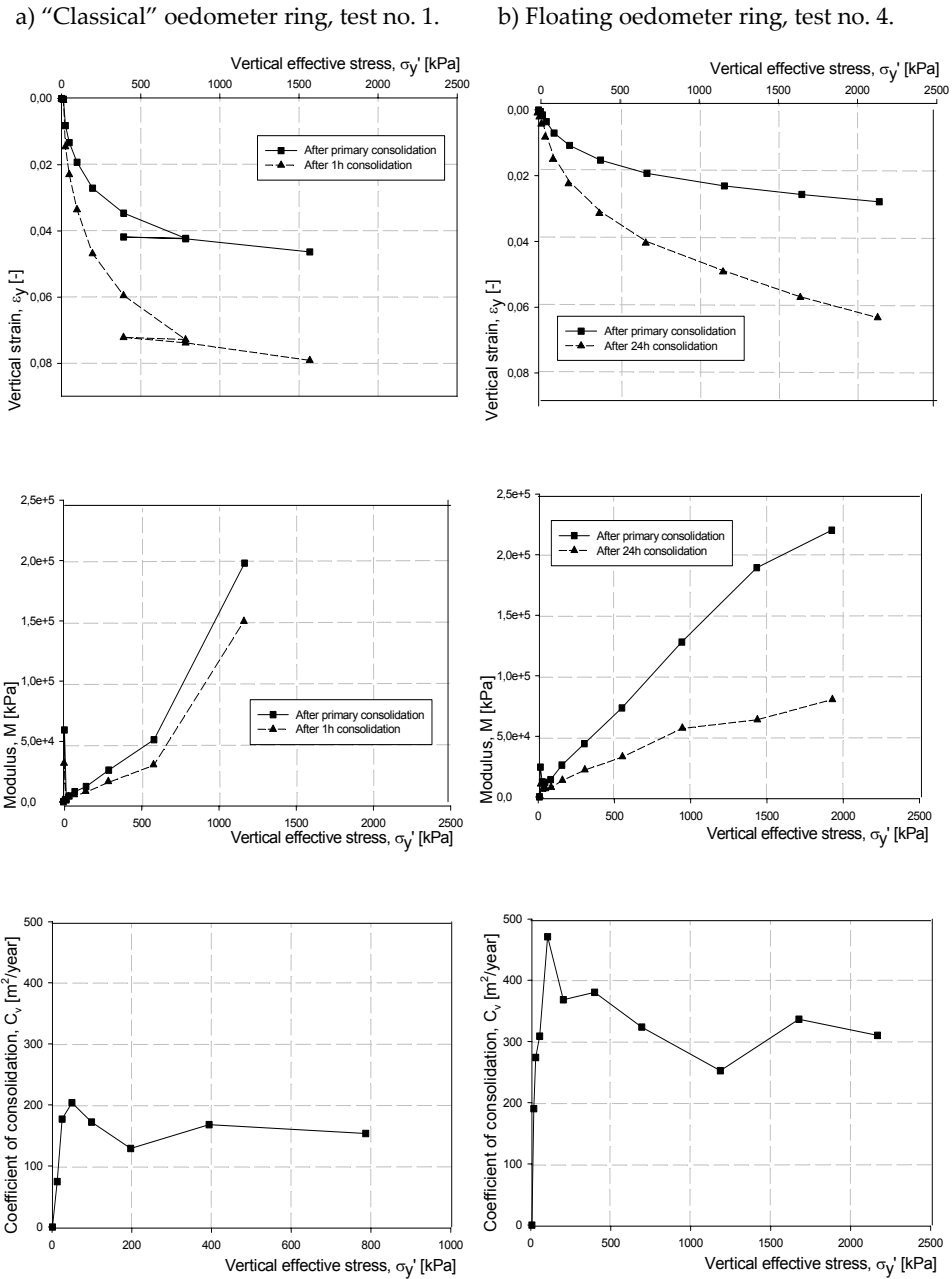 a) “Classical” oedometer ring, test no. 1.
b) Floating oedometer ring, test no. 4.
Vertical effective stress, σy' [kPa]
0 500 1000 1500 2000 2500
0,00
0,02
0,04
0,06
0,08
Vertical strain, εy [-]
After primary consolidation
After 1h consolidation
Vertical effective stress, σy' [kPa]
0 500 1000 1500 2000 2500
0,00
0,02
0,04
0,06
0,08
Vertical strain, εy [-]
After primary consolidation
After 24h consolidation
2,5e+5
2,0e+5
1,5e+5
1,0e+5
5,0e+4
0,0
Modulus, M [kPa]
After primary consolidation
After 1h consolidation
0 500 1000 1500 2000 2500
Vertical effective stress, σy' [kPa]
2,5e+5
2,0e+5
1,5e+5
1,0e+5
5,0e+4
0,0
Modulus, M [kPa]
After primary consolidation
After 24h consolidation
0 500 1000 1500 2000 2500
Vertical effective stress, σy' [kPa]
500
400
300
200
100
0
Coefficient of consolidation, Cv [m²/year]
0 200 400 600 800 1000
Vertical effective stress, σy' [kPa]
500
400
300
200
100
0
Coefficient of consolidation, Cv [m²/year]
0 500 1000 1500 2000 2500
Vertical effective stress, σy' [kPa]